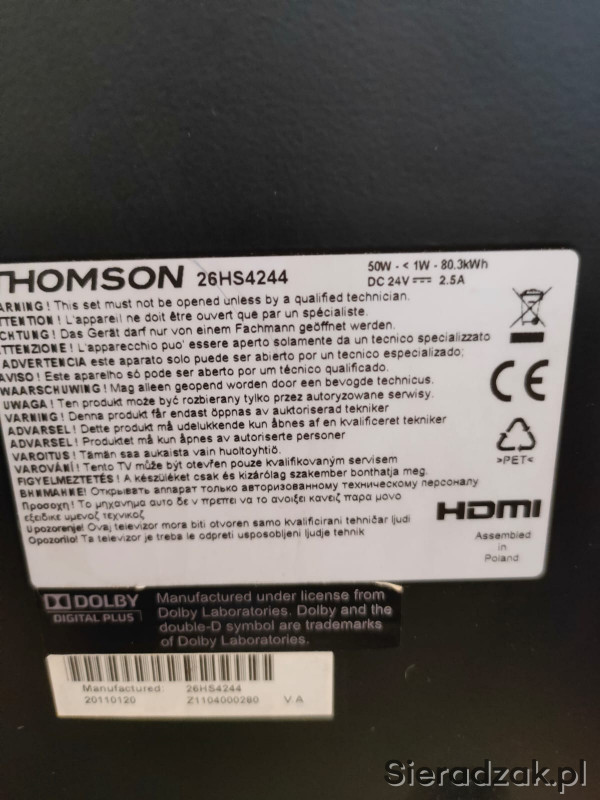 THOMSON 26HS4244
50W - < 1W - 80.3kWh
DC 24V 2.5A
WARNING ! This set must not be opened unless by a qualified technician.
ATTENTION ! L'appareil ne doit être ouvert que par un spécialiste.
ACHTUNG ! Das Gerät darf nur von einem Fachmann geöffnet werden.
ATTENZIONE ! L'apparecchio puo' essere aperto solamente da un tecnico specializzato
ADVERTENCIA este aparato solo puede ser abierto por un tecnico especializado;
AVISO ! Este aparelho só pode ser aberto por um técnico qualificado.
WAARSCHUWING ! Mag alleen geopend worden door een bevogde technicus.
UWAGA ! Ten produkt może być rozbierany tylko przez autoryzowane serwisy.
VARNING ! Denna produkt får endast öppnas av auktoriserad tekniker
ADVARSEL ! Dette produkt må udelukkende kun åbnes af en kvalificeret tekniker
ADVARSEL ! Produktet må kun åpnes av autoriserte personer
VAROITUS ! Tämän saa aukaista vain huoltoyhtiö.
VAROVÁNÍ ! Tento TV může být otevřen pouze kvalifikovaným servisem
FIGYELMEZTETÉS ! A készüléket csak és kizárólag szakember bonthatja meg.
ВНИМАНИЕ ! Открывать аппарат только авторизованному техническому персоналу
Προσοχη ! Το μηχανημα αυτο δε ν πρεπει να το ανοιξει κανεις παρα μονο
εξειδικε υμενος τεχνικος
Upozorenje! Ovaj televizor mora biti otvoren samo kvalificirani tehničar ljudi
Opozorilo! Ta televizor je treba le odpreti usposobljeni ljudje tehnik
>PET<
HDMI
Assembled
in
Poland
DOLBY
DIGITAL PLUS
Manufactured under license from
Dolby Laboratories. Dolby and the
double-D symbol are trademarks
of Dolby Laboratories.
Manufactured: 26HS4244
20110120 Z1104000280 V.A
Sieradzak.pl